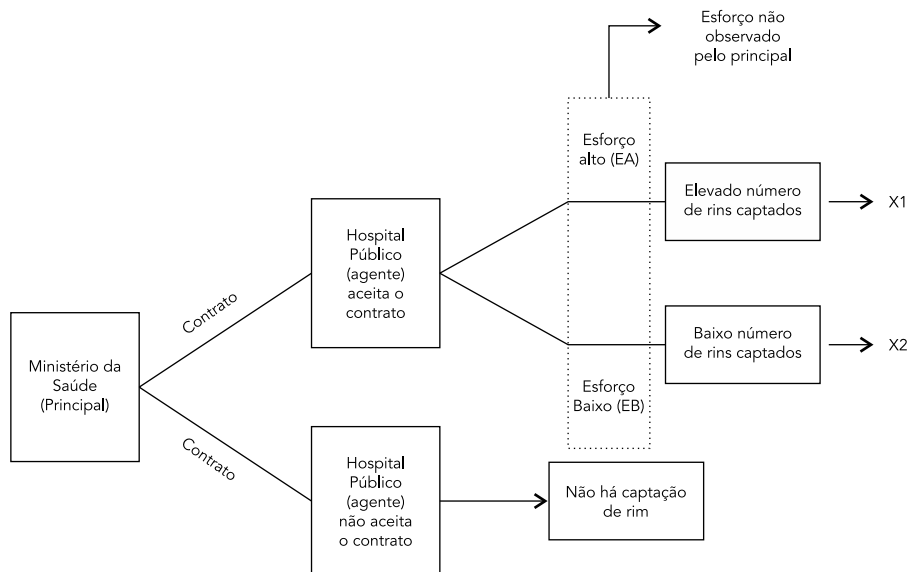 Esforço não
observado
pelo principal
Esforço
alto (EA)
Elevado número
de rins captados
X1
Hospital
Público
(agente)
aceita o
contrato
Contrato
Baixo número
de rins captados
X2
Ministério da
Saúde
(Principal)
Esforço
Baixo (EB)
Contrato
Hospital
Público
(agente)
não aceita
o contrato
Não há captação
de rim